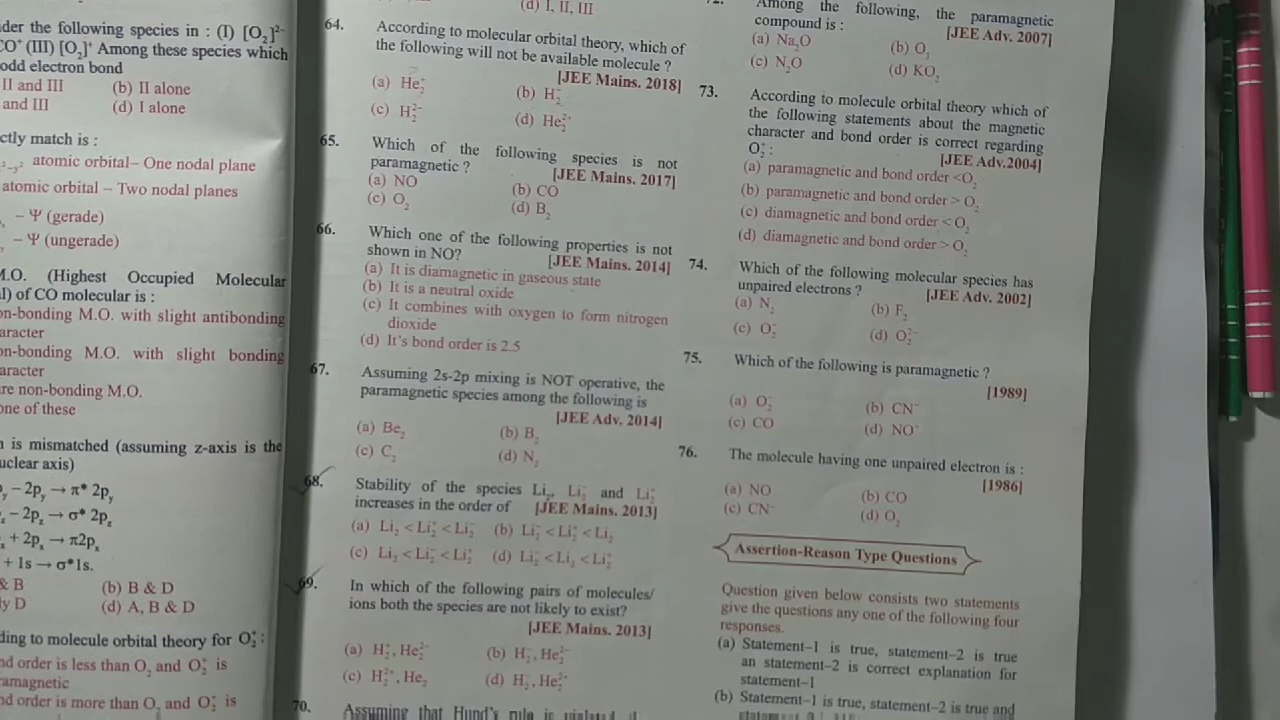 der the following species in : (I) [O₂]²⁻
CO⁺ (III) [O₂]⁺ Among these species which
odd electron bond
II and III (b) II alone
and III (d) I alone
ctly match is :
atomic orbital– One nodal plane
atomic orbital – Two nodal planes
– Ψ (gerade)
– Ψ (ungerade)
M.O. (Highest Occupied Molecular
l) of CO molecular is :
on-bonding M.O. with slight antibonding
aracter
on-bonding M.O. with slight bonding
aracter
re non-bonding M.O.
one of these
n is mismatched (assuming z-axis is the
uclear axis)
– 2pᵧ → π* 2pᵧ
– 2p₂ → σ* 2p₂
+ 2pₓ → π2pₓ
+ 1s → σ*1s.
& B (b) B & D
ly D (d) A, B & D
ding to molecule orbital theory for O₂⁺ :
nd order is less than O₂ and O₂⁺ is
ramagnetic
nd order is more than O₂ and O₂⁺ is
(d) I, II, III
64. According to molecular orbital theory, which of
the following will not be available molecule ?
[JEE Mains. 2018]
(a) He₂⁺ (b) H₂⁻
(c) H₂²⁻ (d) He₂²⁺
65. Which of the following species is not
paramagnetic ? [JEE Mains. 2017]
(a) NO (b) CO
(c) O₂ (d) B₂
66. Which one of the following properties is not
shown in NO? [JEE Mains. 2014]
(a) It is diamagnetic in gaseous state
(b) It is a neutral oxide
(c) It combines with oxygen to form nitrogen
dioxide
(d) It's bond order is 2.5
67. Assuming 2s-2p mixing is NOT operative, the
paramagnetic species among the following is
[JEE Adv. 2014]
(a) Be₂ (b) B₂
(c) C₂ (d) N₂
68. Stability of the species Li₂, Li₂⁻ and Li₂⁺
increases in the order of [JEE Mains. 2013]
(a) Li₂ < Li₂⁺ < Li₂⁻ (b) Li₂⁻ < Li₂⁺ < Li₂
(c) Li₂ < Li₂⁻ < Li₂⁺ (d) Li₂⁻ < Li₂ < Li₂⁺
69. In which of the following pairs of molecules/
ions both the species are not likely to exist?
[JEE Mains. 2013]
(a) H₂⁺, He₂²⁻ (b) H₂⁻, He₂²⁻
(c) H₂²⁺, He₂ (d) H₂⁻, He₂²⁺
70. Assuming that Hund's rule is violated
Among the following, the paramagnetic
compound is : [JEE Adv. 2007]
(a) Na₂O (b) O₃
(c) N₂O (d) KO₂
73. According to molecule orbital theory which of
the following statements about the magnetic
character and bond order is correct regarding
O₂⁺ : [JEE Adv.2004]
(a) paramagnetic and bond order <O₂
(b) paramagnetic and bond order > O₂
(c) diamagnetic and bond order < O₂
(d) diamagnetic and bond order > O₂
74. Which of the following molecular species has
unpaired electrons ? [JEE Adv. 2002]
(a) N₂ (b) F₂
(c) O₂⁻ (d) O₂²⁻
75. Which of the following is paramagnetic ?
[1989]
(a) O₂⁻ (b) CN⁻
(c) CO (d) NO⁺
76. The molecule having one unpaired electron is :
[1986]
(a) NO (b) CO
(c) CN⁻ (d) O₂
Assertion-Reason Type Questions
Question given below consists two statements
give the questions any one of the following four
responses.
(a) Statement–1 is true, statement–2 is true
an statement–2 is correct explanation for
statement–1
(b) Statement–1 is true, statement–2 is true and